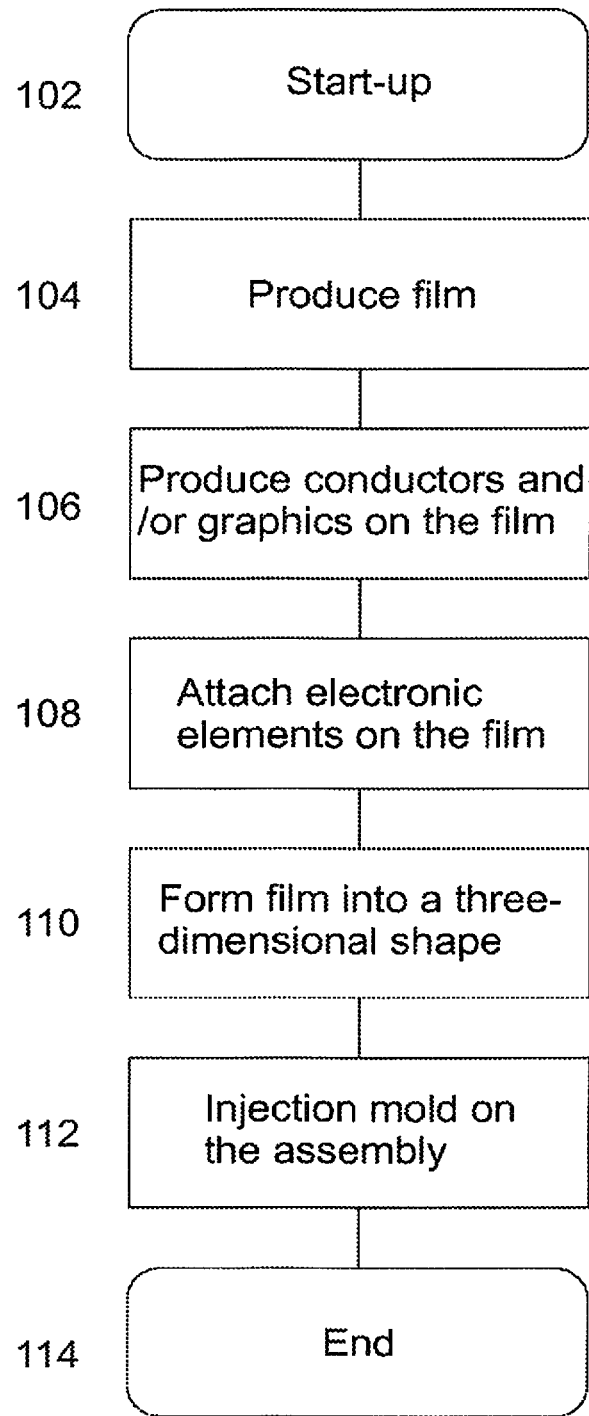 102
Start-up
104
Produce film
106
Produce conductors and
/or graphics on the film
108
Attach electronic
elements on the film
110
Form film into a three-
dimensional shape
112
Injection mold on
the assembly
114
End